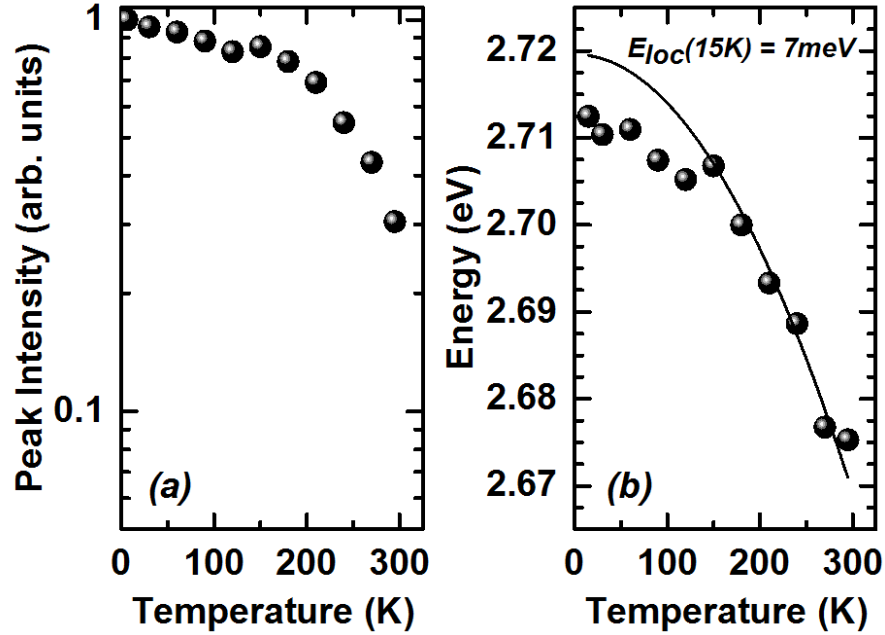 Peak Intensity (arb. units)
1
0.1
(a)
0 100 200 300
Temperature (K)
Energy (eV)
2.72
2.71
2.70
2.69
2.68
2.67
Eloc(15K) = 7meV
(b)
0 100 200 300
Temperature (K)